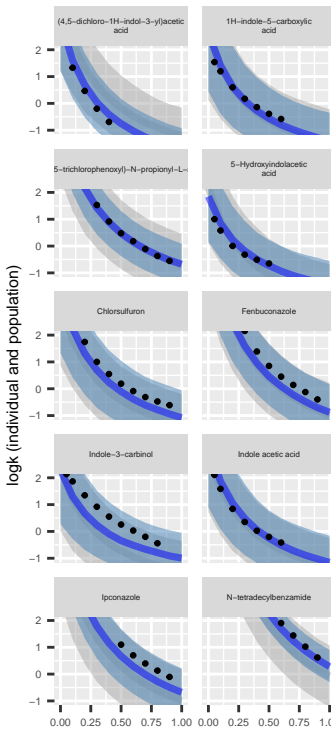 (4,5−dichloro−1H−indol−3−yl)acetic
acid
1H−indole−5−carboxylic
acid
2
1
0
−1
5−trichlorophenoxyl)−N−propionyl−L−
5−Hydroxyindolacetic
acid
2
1
0
−1
logk (individual and population)
Chlorsulfuron
Fenbuconazole
2
1
0
−1
Indole−3−carbinol
Indole acetic acid
2
1
0
−1
Ipconazole
N−tetradecylbenzamide
2
1
0
−1
0.00 0.25 0.50 0.75 1.00 0.00 0.25 0.50 0.75 1.00